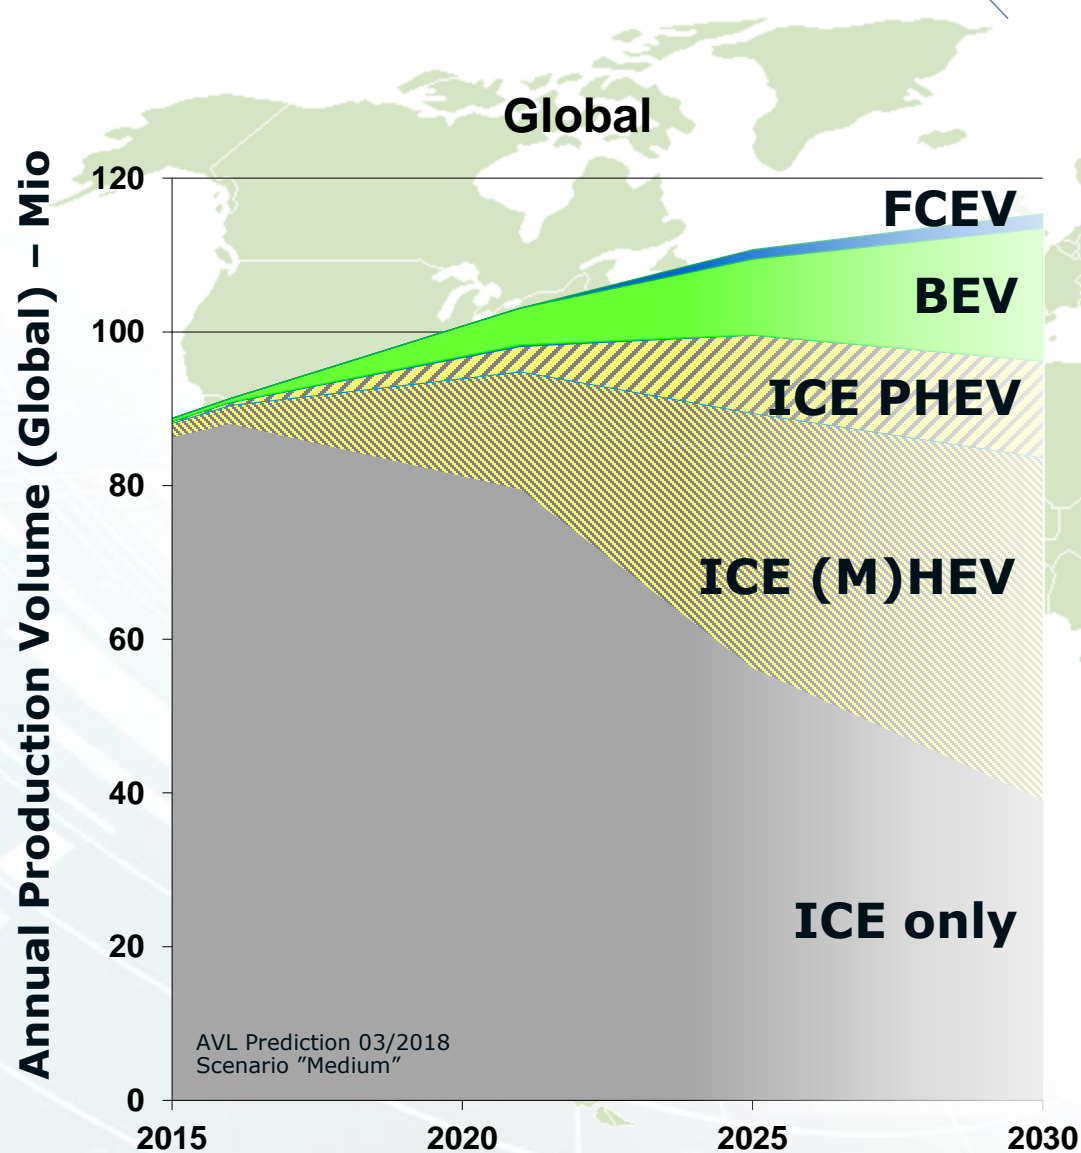 Global
Annual Production Volume (Global) – Mio
120
100
80
60
40
20
0
FCEV
BEV
ICE PHEV
ICE (M)HEV
ICE only
AVL Prediction 03/2018
Scenario ”Medium”
2015
2020
2025
2030